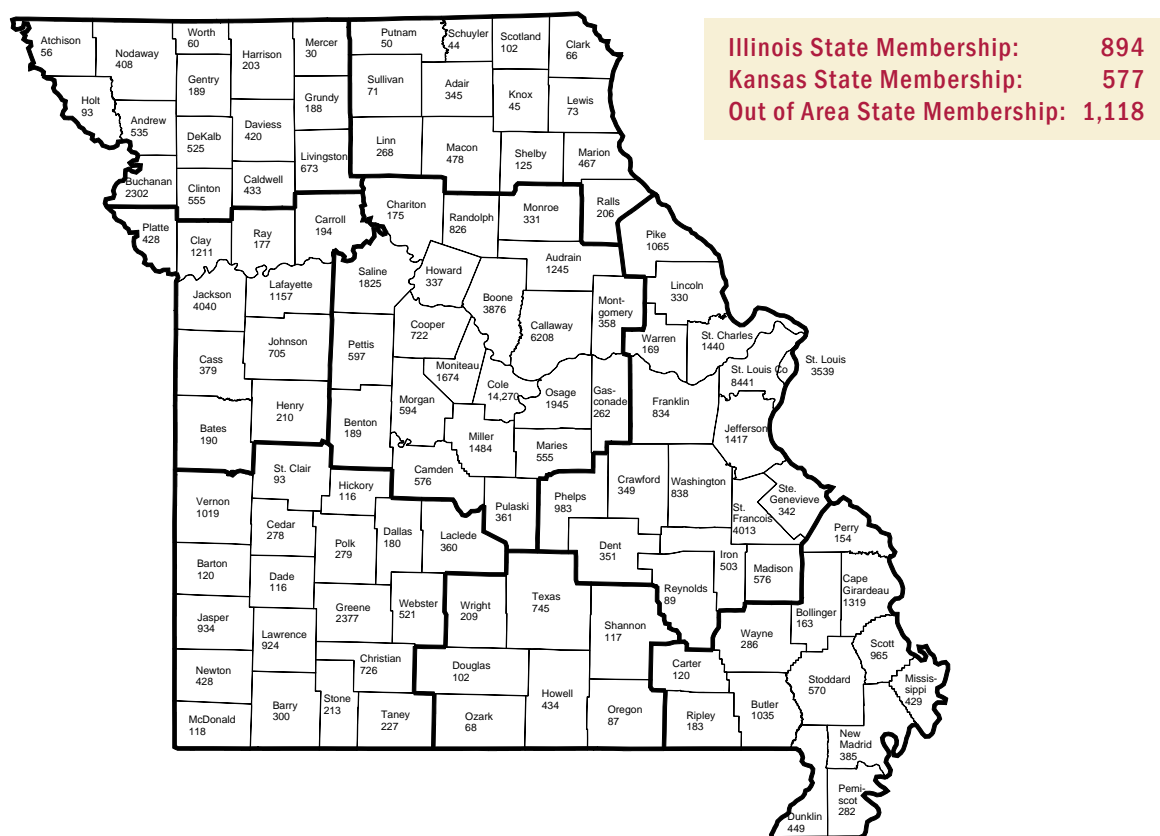 Illinois State Membership: 894
Kansas State Membership: 577
Out of Area State Membership: 1,118
Atchison
56
Nodaway
408
Worth
60
Harrison
203
Mercer
30
Putnam
50
Schuyler
44
Scotland
102
Clark
66
Holt
93
Gentry
189
Grundy
188
Sullivan
71
Adair
345
Knox
45
Lewis
73
Andrew
535
DeKalb
525
Daviess
420
Livingston
673
Linn
268
Macon
478
Shelby
125
Marion
467
Buchanan
2302
Clinton
555
Caldwell
433
Platte
428
Clay
1211
Ray
177
Carroll
194
Chariton
175
Randolph
826
Monroe
331
Ralls
206
Pike
1065
Audrain
1245
Jackson
4040
Lafayette
1157
Saline
1825
Howard
337
Boone
3876
Callaway
6208
Mont-
gomery
358
Lincoln
330
Warren
169
St. Charles
1440
St. Louis Co
8441
St. Louis
3539
Cass
379
Johnson
705
Pettis
597
Cooper
722
Moniteau
1674
Cole
14,270
Osage
1945
Gas-
conade
262
Franklin
834
Jefferson
1417
Bates
190
Henry
210
Benton
189
Morgan
594
Miller
1484
Maries
555
Camden
576
Vernon
1019
St. Clair
93
Hickory
116
Pulaski
361
Phelps
983
Crawford
349
Washington
838
St.
Francois
4013
Ste.
Genevieve
342
Perry
154
Cedar
278
Polk
279
Dallas
180
Laclede
360
Dent
351
Iron
503
Madison
576
Barton
120
Dade
116
Greene
2377
Webster
521
Wright
209
Texas
745
Reynolds
89
Bollinger
163
Cape
Girardeau
1319
Jasper
934
Lawrence
924
Christian
726
Douglas
102
Shannon
117
Wayne
286
Scott
965
Newton
428
Barry
300
Stone
213
Taney
227
Ozark
68
Howell
434
Oregon
87
Carter
120
Ripley
183
Butler
1035
Stoddard
570
Missis-
sippi
429
McDonald
118
New
Madrid
385
Pemi-
scot
282
Dunklin
449